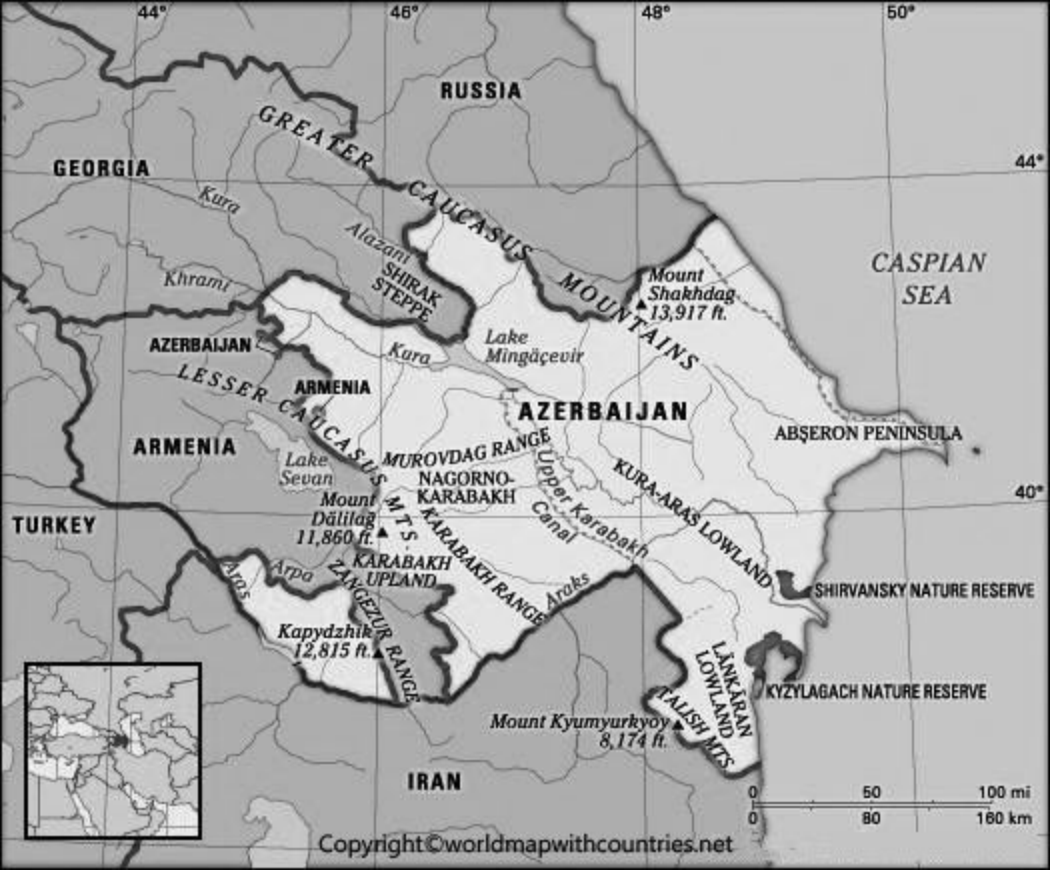 44°
46°
48°
50°
RUSSIA
GREATER CAUCASUS MOUNTAINS
GEORGIA
44°
Kura
Alazani
SHIRAK
STEPPE
Khrami
CASPIAN
SEA
Mount
Shakhdag
13,917 ft.
AZERBAIJAN
Kura
Lake
Mingäçevir
LESSER CAUCASUS MTS.
ARMENIA
AZERBAIJAN
ABŞERON PENINSULA
ARMENIA
Lake
Sevan
MUROVDAG RANGE
NAGORNO-
KARABAKH
Upper Karabakh
Canal
KURA-ARAS LOWLAND
40°
Mount
Dälilag
11,860 ft.
TURKEY
KARABAKH RANGE
KARABAKH
UPLAND
Aras
Arpa
ZANGEZUR RANGE
Araks
SHIRVANSKY NATURE RESERVE
Kapydzhik
12,815 ft.
LÄNKÄRAN
LOWLAND
KYZYLAGACH NATURE RESERVE
TALISH MTS.
Mount Kyumyurkyoy
8,174 ft.
IRAN
0 50 100 mi
0 80 160 km
Copyright©worldmapwithcountries.net